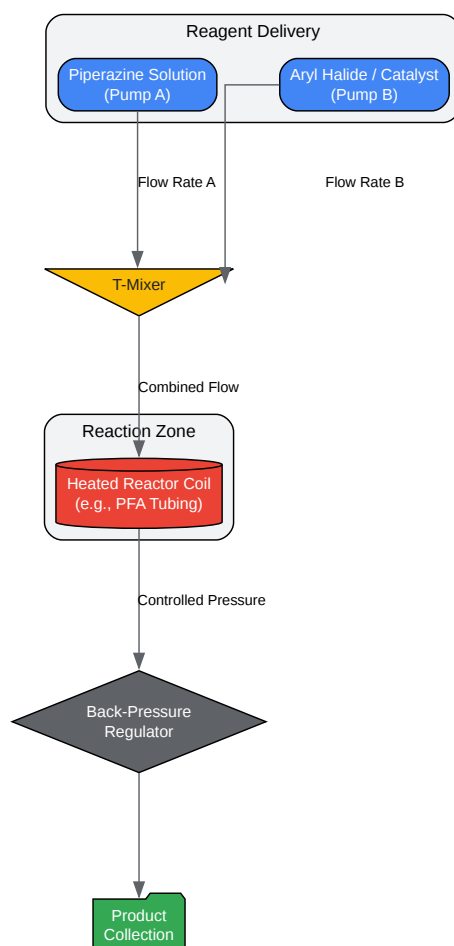 Reagent Delivery
Piperazine Solution
(Pump A)
Aryl Halide / Catalyst
(Pump B)
Flow Rate A
Flow Rate B
T-Mixer
Combined Flow
Reaction Zone
Heated Reactor Coil
(e.g., PFA Tubing)
Controlled Pressure
Back-Pressure
Regulator
Product
Collection